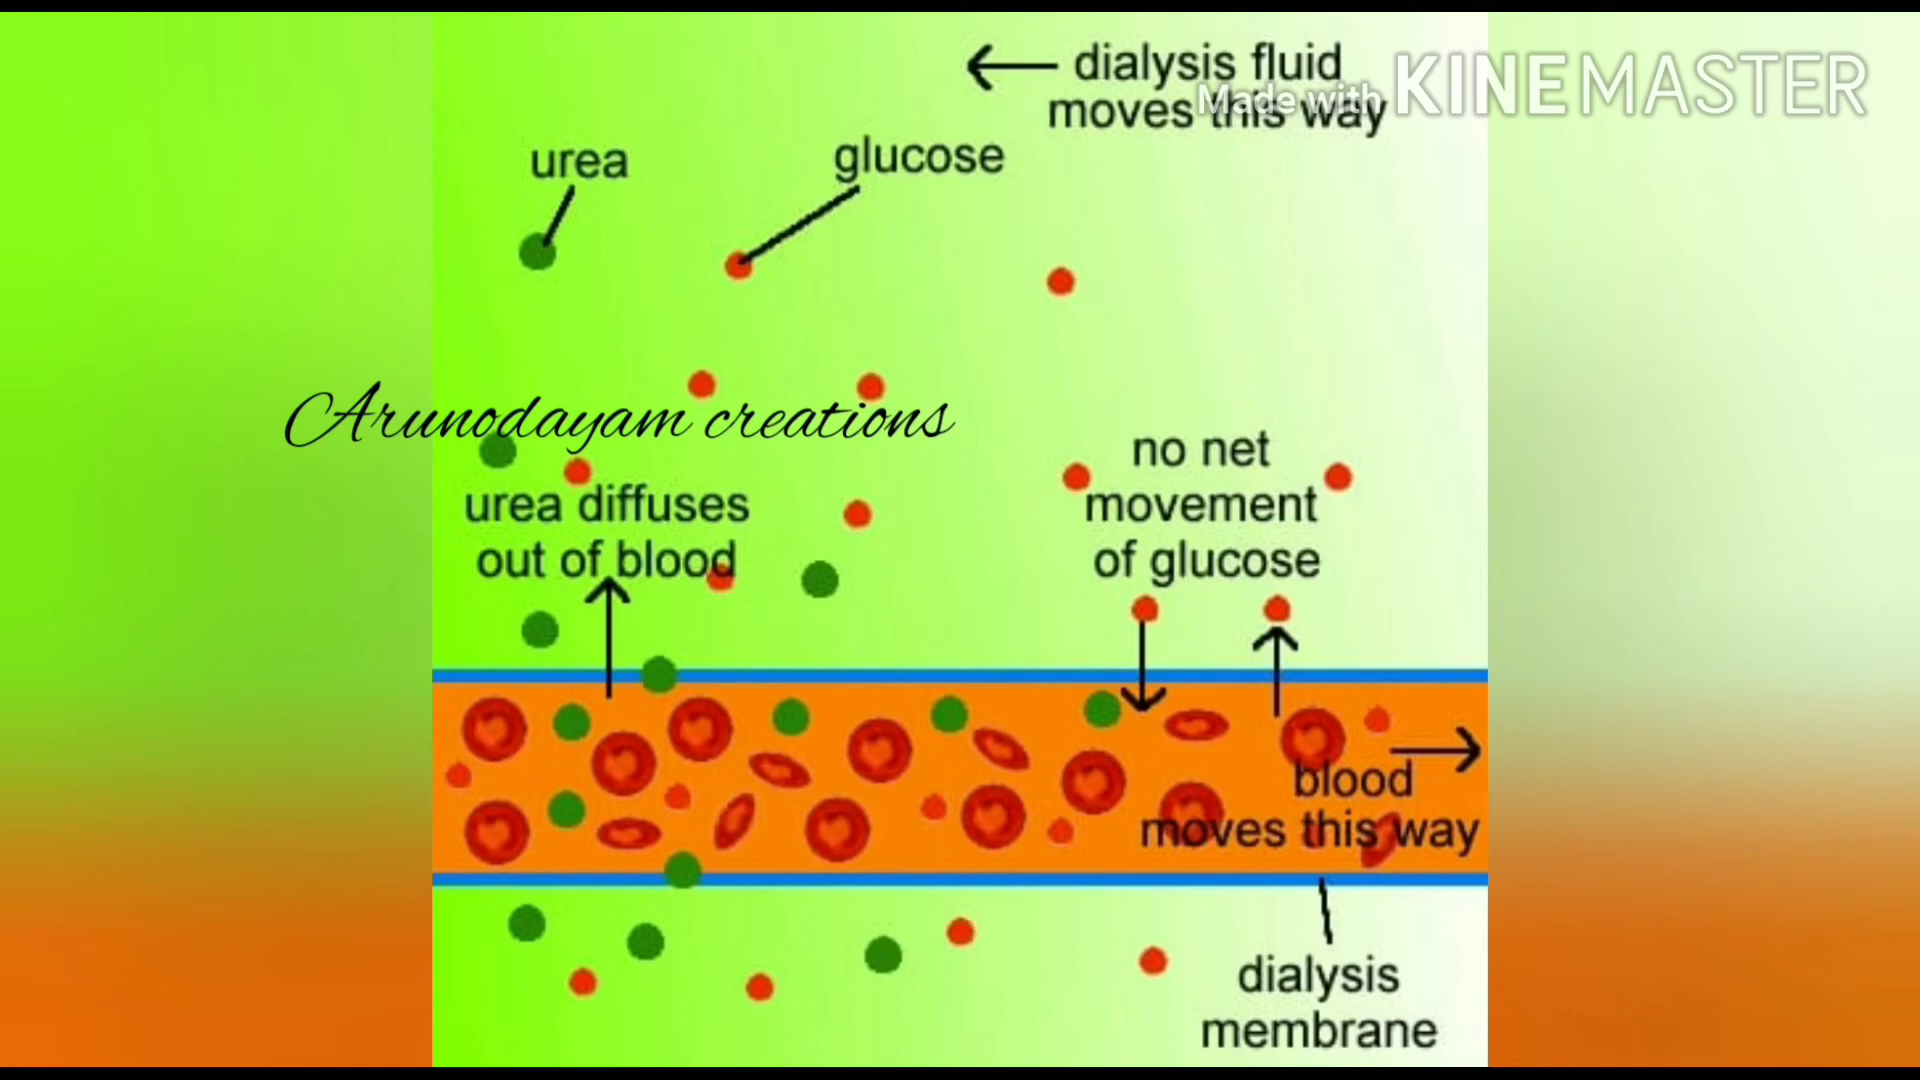 dialysis fluid
moves this way
Made with KINEMASTER
urea
glucose
Arunodayam creations
urea diffuses
out of blood
no net
movement
of glucose
blood
moves this way
dialysis
membrane